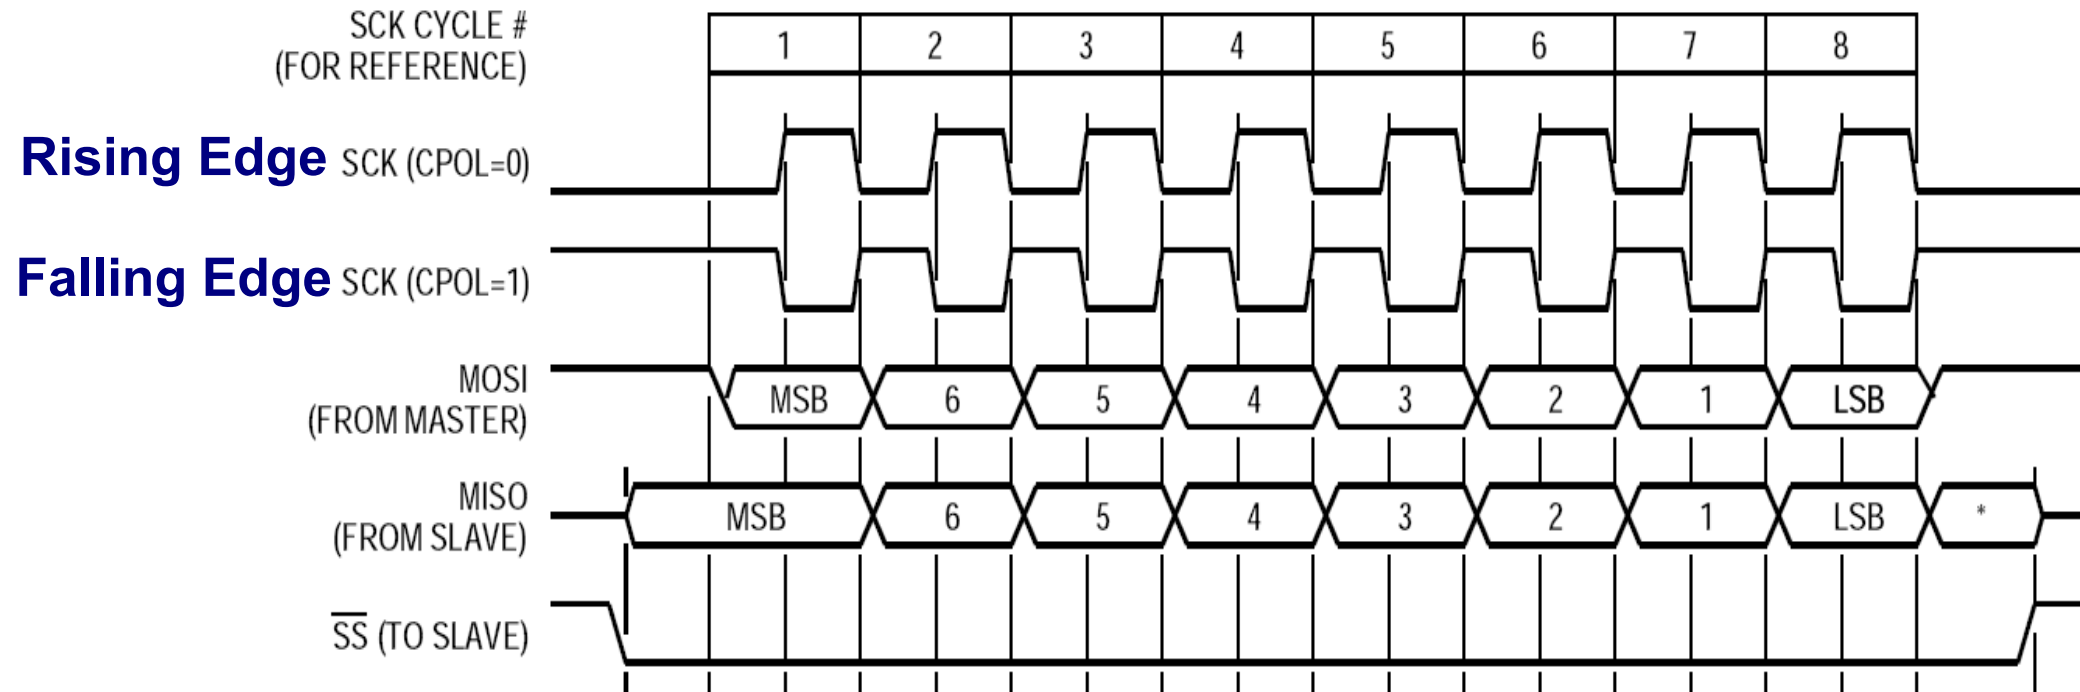 SCK CYCLE #
(FOR REFERENCE)
1 2 3 4 5 6 7 8
Rising Edge SCK (CPOL=0)
Falling Edge SCK (CPOL=1)
MOSI
(FROM MASTER)
MSB 6 5 4 3 2 1 LSB
MISO
(FROM SLAVE)
MSB 6 5 4 3 2 1 LSB *
S̅S̅ (TO SLAVE)